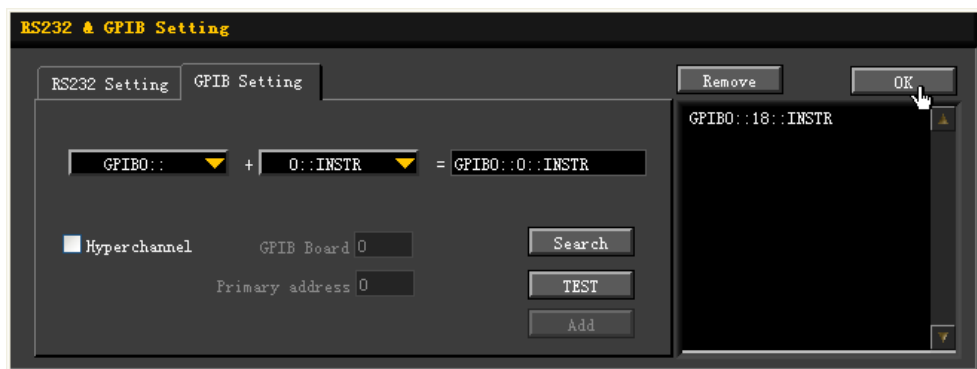 RS232 & GPIB Setting
RS232 Setting GPIB Setting Remove OK
GPIB0::18::INSTR
GPIB0:: + 0::INSTR = GPIB0::0::INSTR
Hyperchannel GPIB Board 0 Search
Primary address 0 TEST
Add